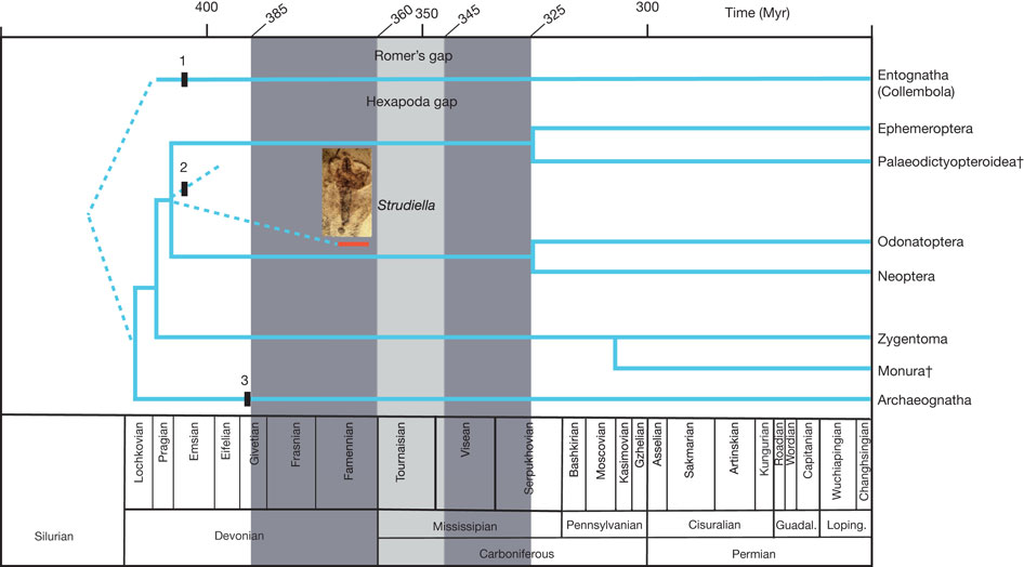 400
385
360
350
345
325
300
Time (Myr)
Romer's gap
1
Entognatha
(Collembola)
Hexapoda gap
Ephemeroptera
2
Palaeodictyopteroidea†
Strudiella
Odonatoptera
Neoptera
Zygentoma
Monura†
3
Archaeognatha
Lochkovian
Pragian
Emsian
Eifelian
Givetian
Frasnian
Famennian
Tournaisian
Visean
Serpukhovian
Bashkirian
Moscovian
Kasimovian
Gzhelian
Asselian
Sakmarian
Artinskian
Kungurian
Roadian
Wordian
Capitanian
Wuchiapingian
Changhsingian
Mississipian
Pennsylvanian
Cisuralian
Guadal.
Loping.
Silurian
Devonian
Carboniferous
Permian